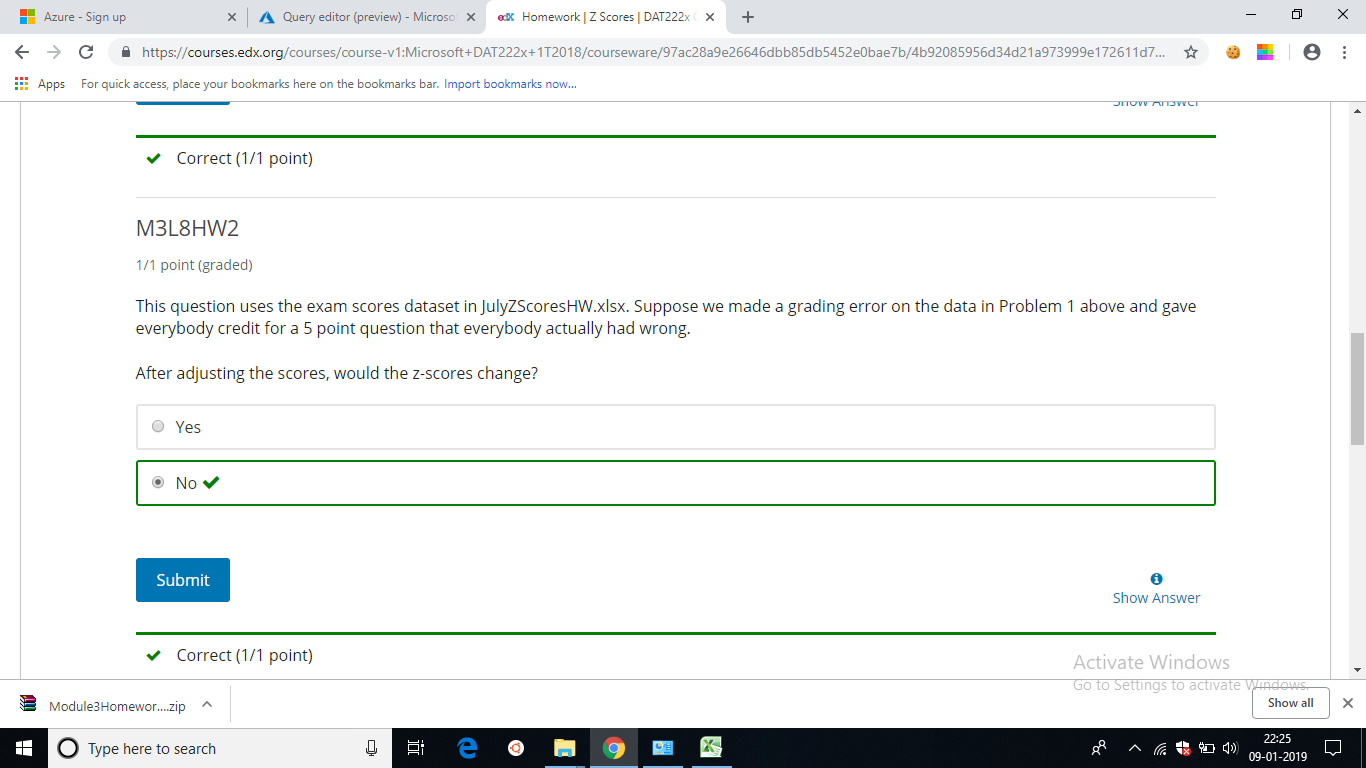 Azure - Sign up
Query editor (preview) - Microso
edX Homework | Z Scores | DAT222x
https://courses.edx.org/courses/course-v1:Microsoft+DAT222x+1T2018/courseware/97ac28a9e26646dbb85db5452e0bae7b/4b92085956d34d21a973999e172611d7...
Apps For quick access, place your bookmarks here on the bookmarks bar. Import bookmarks now...
Show Answer
Correct (1/1 point)
M3L8HW2
1/1 point (graded)
This question uses the exam scores dataset in JulyZScoresHW.xlsx. Suppose we made a grading error on the data in Problem 1 above and gave
everybody credit for a 5 point question that everybody actually had wrong.
After adjusting the scores, would the z-scores change?
Yes
No
Submit
Show Answer
Correct (1/1 point)
Activate Windows
Go to Settings to activate Windows.
Module3Homewor....zip
Show all
Type here to search
22:25
09-01-2019